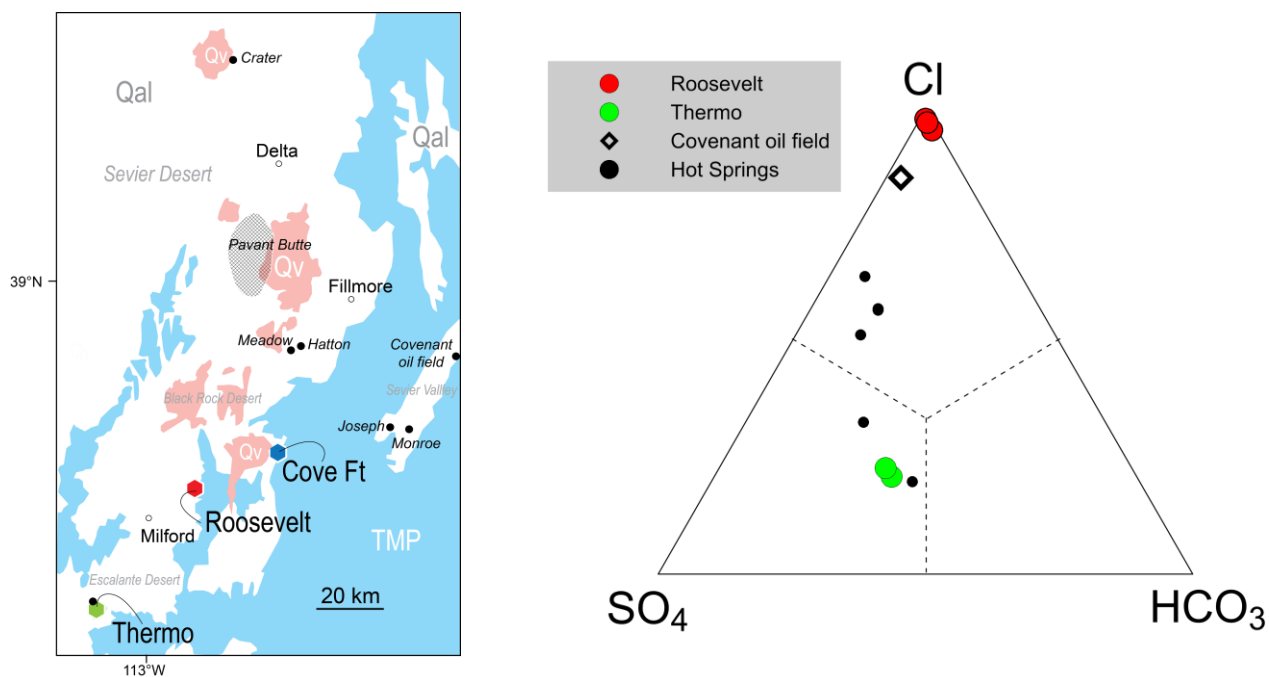 Qv
Crater
Qal
Qal
Delta
Sevier Desert
Pavant Butte
Qv
39°N
Fillmore
Meadow
Hatton
Covenant
oil field
Sevier Valley
Black Rock Desert
Joseph
Monroe
Qv
Cove Ft
Roosevelt
Milford
TMP
Escalante Desert
20 km
Thermo
113°W
Roosevelt
Thermo
Covenant oil field
Hot Springs
Cl
SO4
HCO3